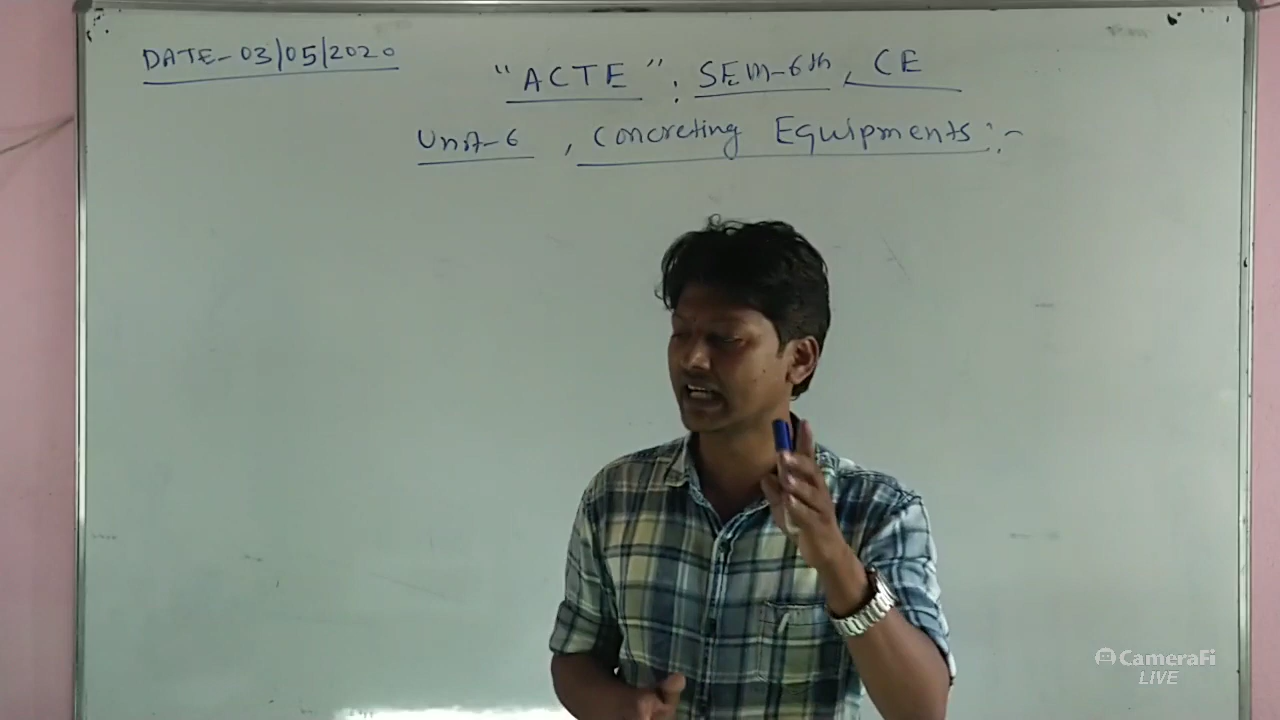 DATE-03/05/2020
"ACTE", SEM-6th, CE
Unit-6, Concreting Equipments:-
CameraFi
LIVE